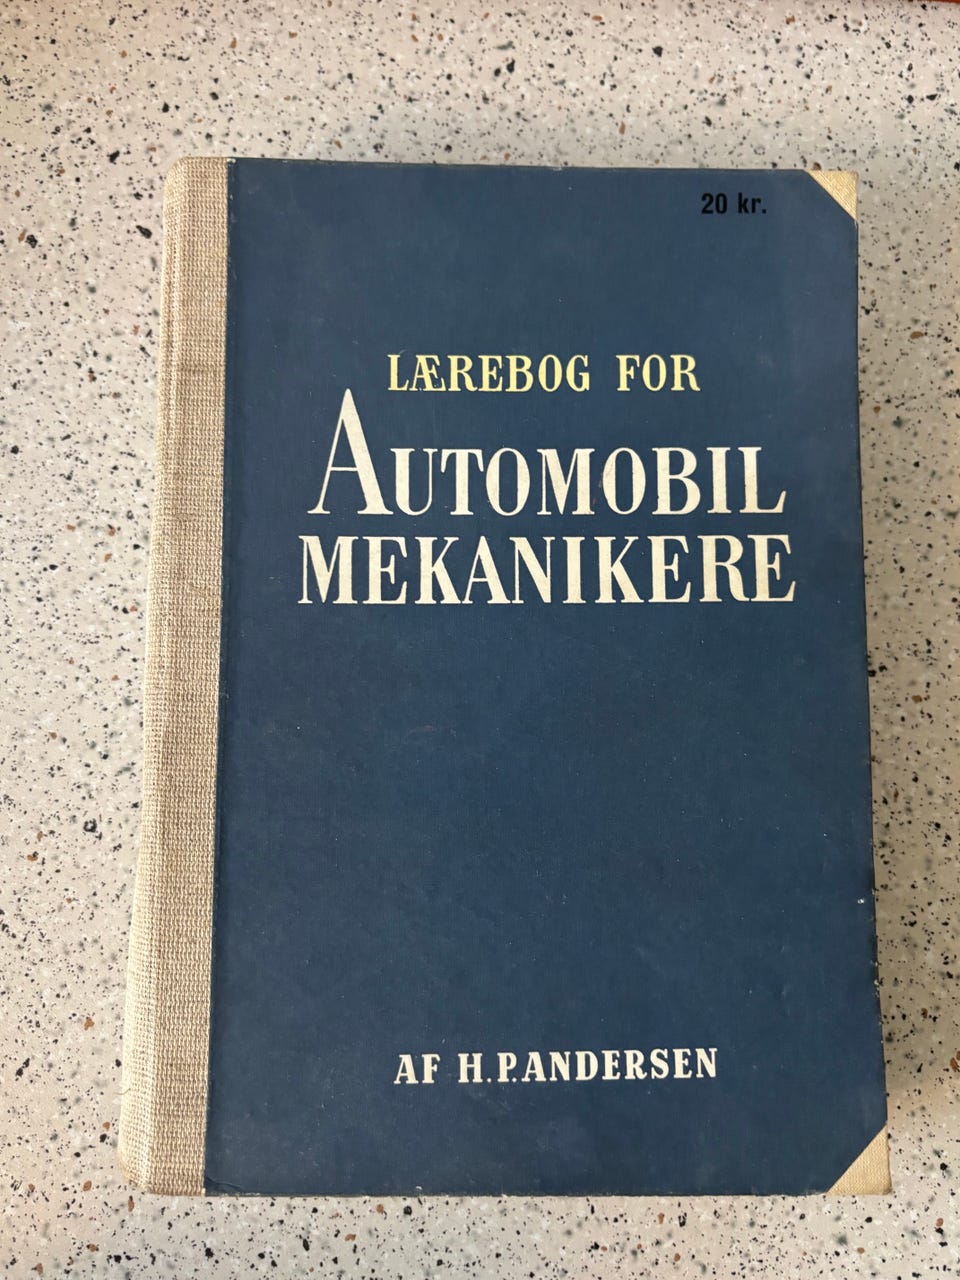 20 kr.
LÆREBOG FOR
AUTOMOBIL
MEKANIKERE
AF H. P. ANDERSEN